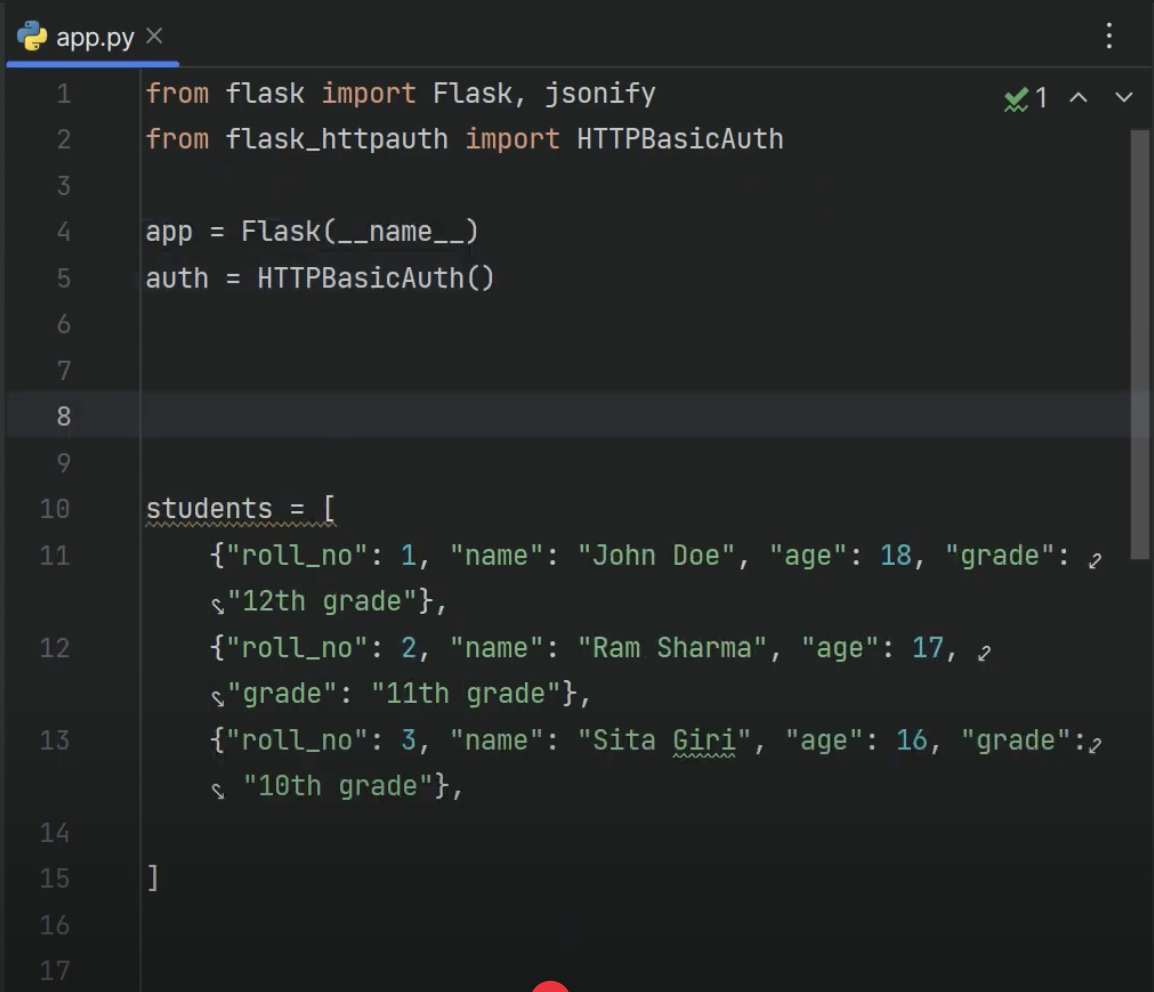 app.py
1 from flask import Flask, jsonify
1
2 from flask_httpauth import HTTPBasicAuth
3
4 app = Flask(__name__)
5 auth = HTTPBasicAuth()
6
7
8
9
10 students = [
11 {"roll_no": 1, "name": "John Doe", "age": 18, "grade":
"12th grade"},
12 {"roll_no": 2, "name": "Ram Sharma", "age": 17,
"grade": "11th grade"},
13 {"roll_no": 3, "name": "Sita Giri", "age": 16, "grade":
"10th grade"},
14
15 ]
16
17